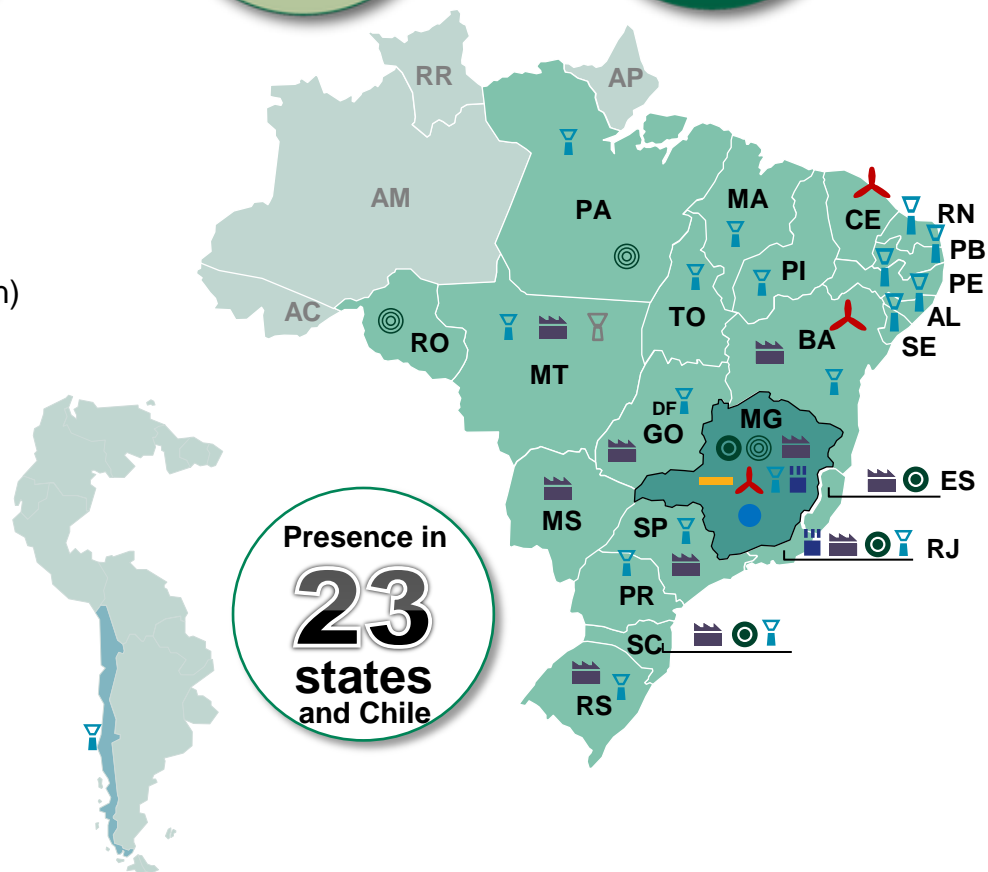 RR
AP
AM
PA
MA
CE
RN
PB
PI
PE
AC
TO
AL
RO
BA
SE
MT
DF
MG
GO
ES
MS
SP
RJ
PR
SC
RS
n)
Presence in
23
states
and Chile